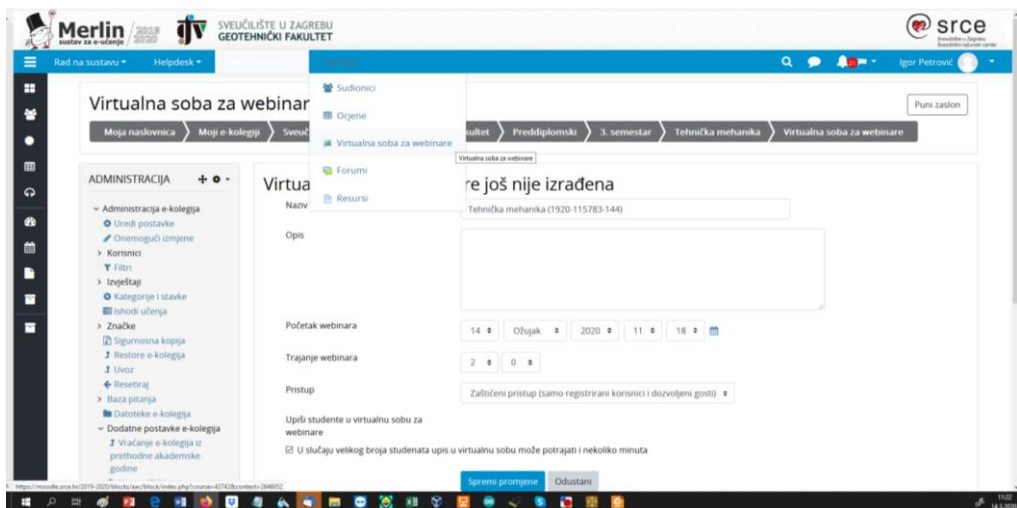 Merlin
sustav za e-učenje
2019
2020
SVEUČILIŠTE U ZAGREBU
GEOTEHNIČKI FAKULTET
srce
Rad na sustavu
Helpdesk
Igor Petrović
Sudionici
Ocjene
Virtualna soba za webinare
Forumi
Resursi
Virtualna soba za webinare
Virtualna soba za webinar
Puni zaslon
Moja naslovnica
Moji e-kolegiji
Sveuč
kultet
Preddiplomski
3. semestar
Tehnička mehanika
Virtualna soba za webinare
ADMINISTRACIJA
Administracija e-kolegija
Uredi postavke
Onemogući izmjene
Korisnici
Filtri
Izvještaji
Kategorije i stavke
Ishodi učenja
Značke
Sigurnosna kopija
Restore e-kolegija
Uvoz
Resetiraj
Baza pitanja
Datoteke e-kolegija
Dodatne postavke e-kolegija
Vraćanje e-kolegija iz
prethodne akademske
godine
Virtua
re još nije izrađena
Naziv
Tehnička mehanika (1920-115783-144)
Opis
Početak webinara
14 Ožujak 2020 11 18
Trajanje webinara
2 0
Pristup
Zaštićeni pristup (samo registrirani korisnici i dozvoljeni gosti)
Upiši studente u virtualnu sobu za
webinare
U slučaju velikog broja studenata upis u virtualnu sobu može potrajati i nekoliko minuta
Spremi promjene
Odustani
11:22